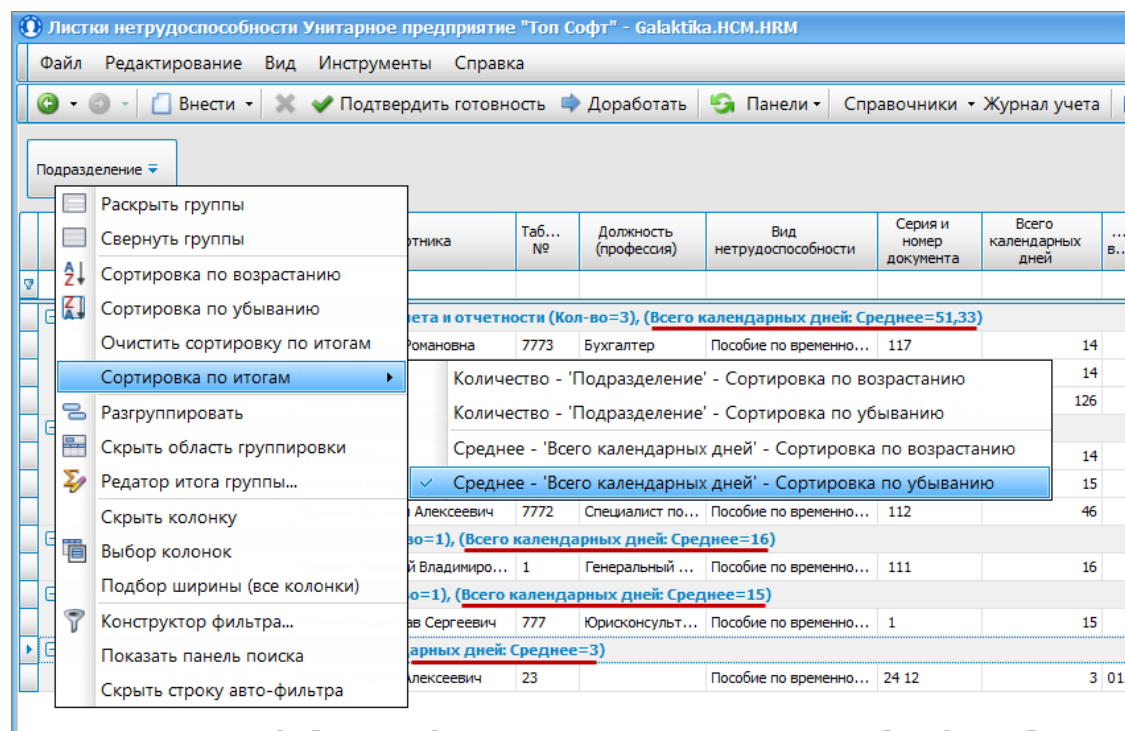 Листки нетрудоспособности Унитарное предприятие "Топ Софт" - Galaktika.HCM.HRM
Файл Редактирование Вид Инструменты Справка
Внести Подтвердить готовность Доработать Панели Справочники Журнал учета
Подразделение
Раскрыть группы
Свернуть группы
Сортировка по возрастанию
Сортировка по убыванию
Очистить сортировку по итогам
Сортировка по итогам
Разгруппировать
Скрыть область группировки
Редатор итога группы...
Скрыть колонку
Выбор колонок
Подбор ширины (все колонки)
Конструктор фильтра...
Показать панель поиска
Скрыть строку авто-фильтра
Количество - 'Подразделение' - Сортировка по возрастанию
Количество - 'Подразделение' - Сортировка по убыванию
Среднее - 'Всего календарных дней' - Сортировка по возрастанию
Среднее - 'Всего календарных дней' - Сортировка по убыванию
отника Таб... № Должность (профессия) Вид нетрудоспособности Серия и номер документа Всего календарных дней ... в...
чета и отчетности (Кол-во=3), (Всего календарных дней: Среднее=51,33)
Романовна 7773 Бухгалтер Пособие по временно... 117 14
14
126
14
15
Алексеевич 7772 Специалист по... Пособие по временно... 112 46
во=1), (Всего календарных дней: Среднее=16)
й Владимиро... 1 Генеральный ... Пособие по временно... 111 16
о=1), (Всего календарных дней: Среднее=15)
ав Сергеевич 777 Юрисконсульт... Пособие по временно... 1 15
арных дней: Среднее=3)
Алексеевич 23 Пособие по временно... 24 12 3 01